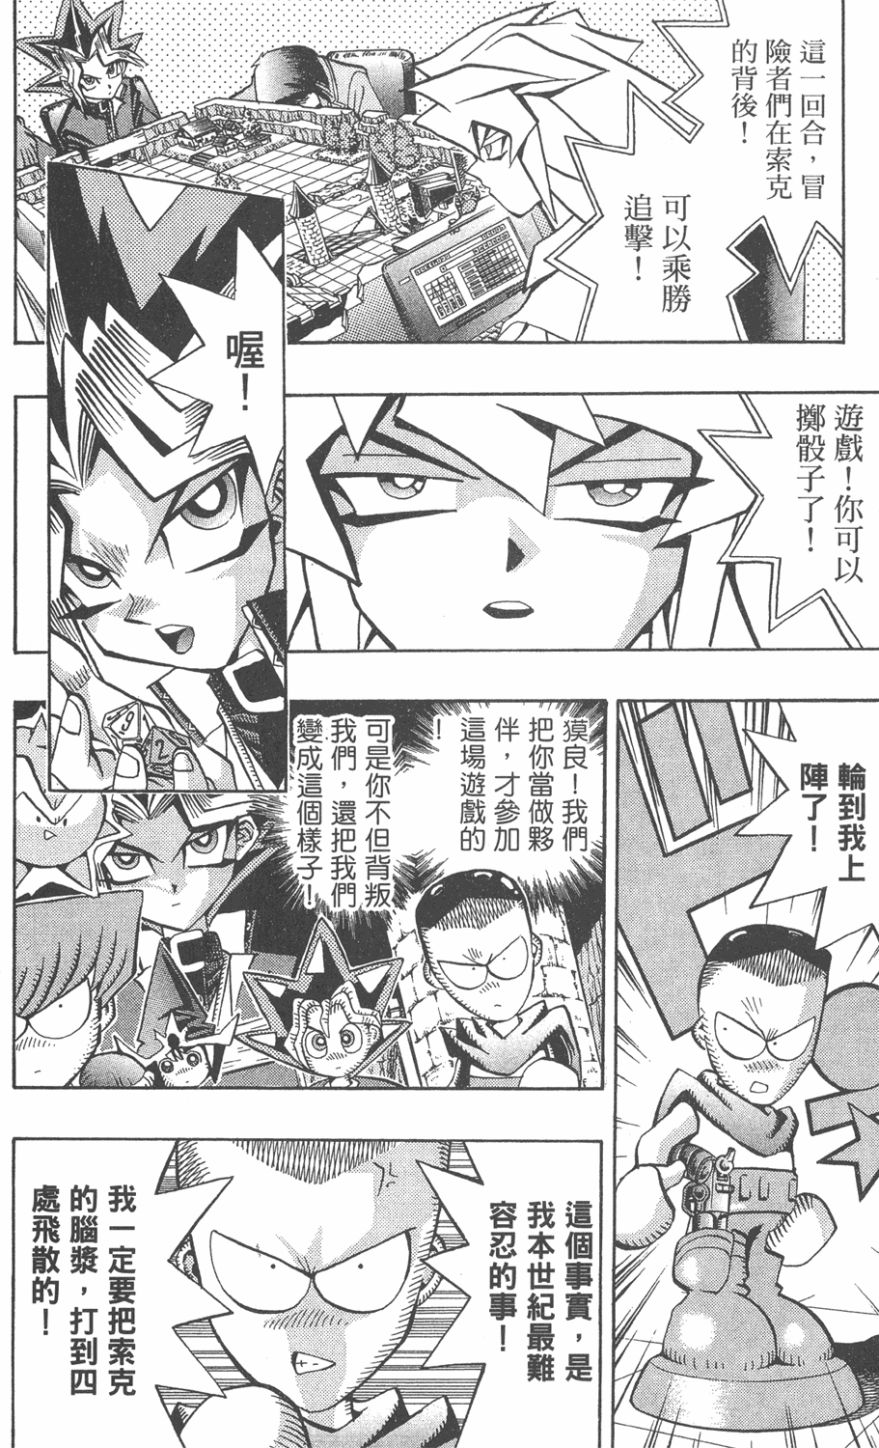 這一回合，冒
險者們在索克
的背後！
可以乘勝
追擊！
喔！
遊戲！你可以
擲骰子了！
輪到我上
陣了！
獏良！我們
把你當做夥
伴，才參加
這場遊戲的
！
可是你不但背叛
我們，還把我們
變成這個樣子！
這個事實，是
我本世紀最難
容忍的事！
我一定要把索克
的腦漿，打到四
處飛散的！